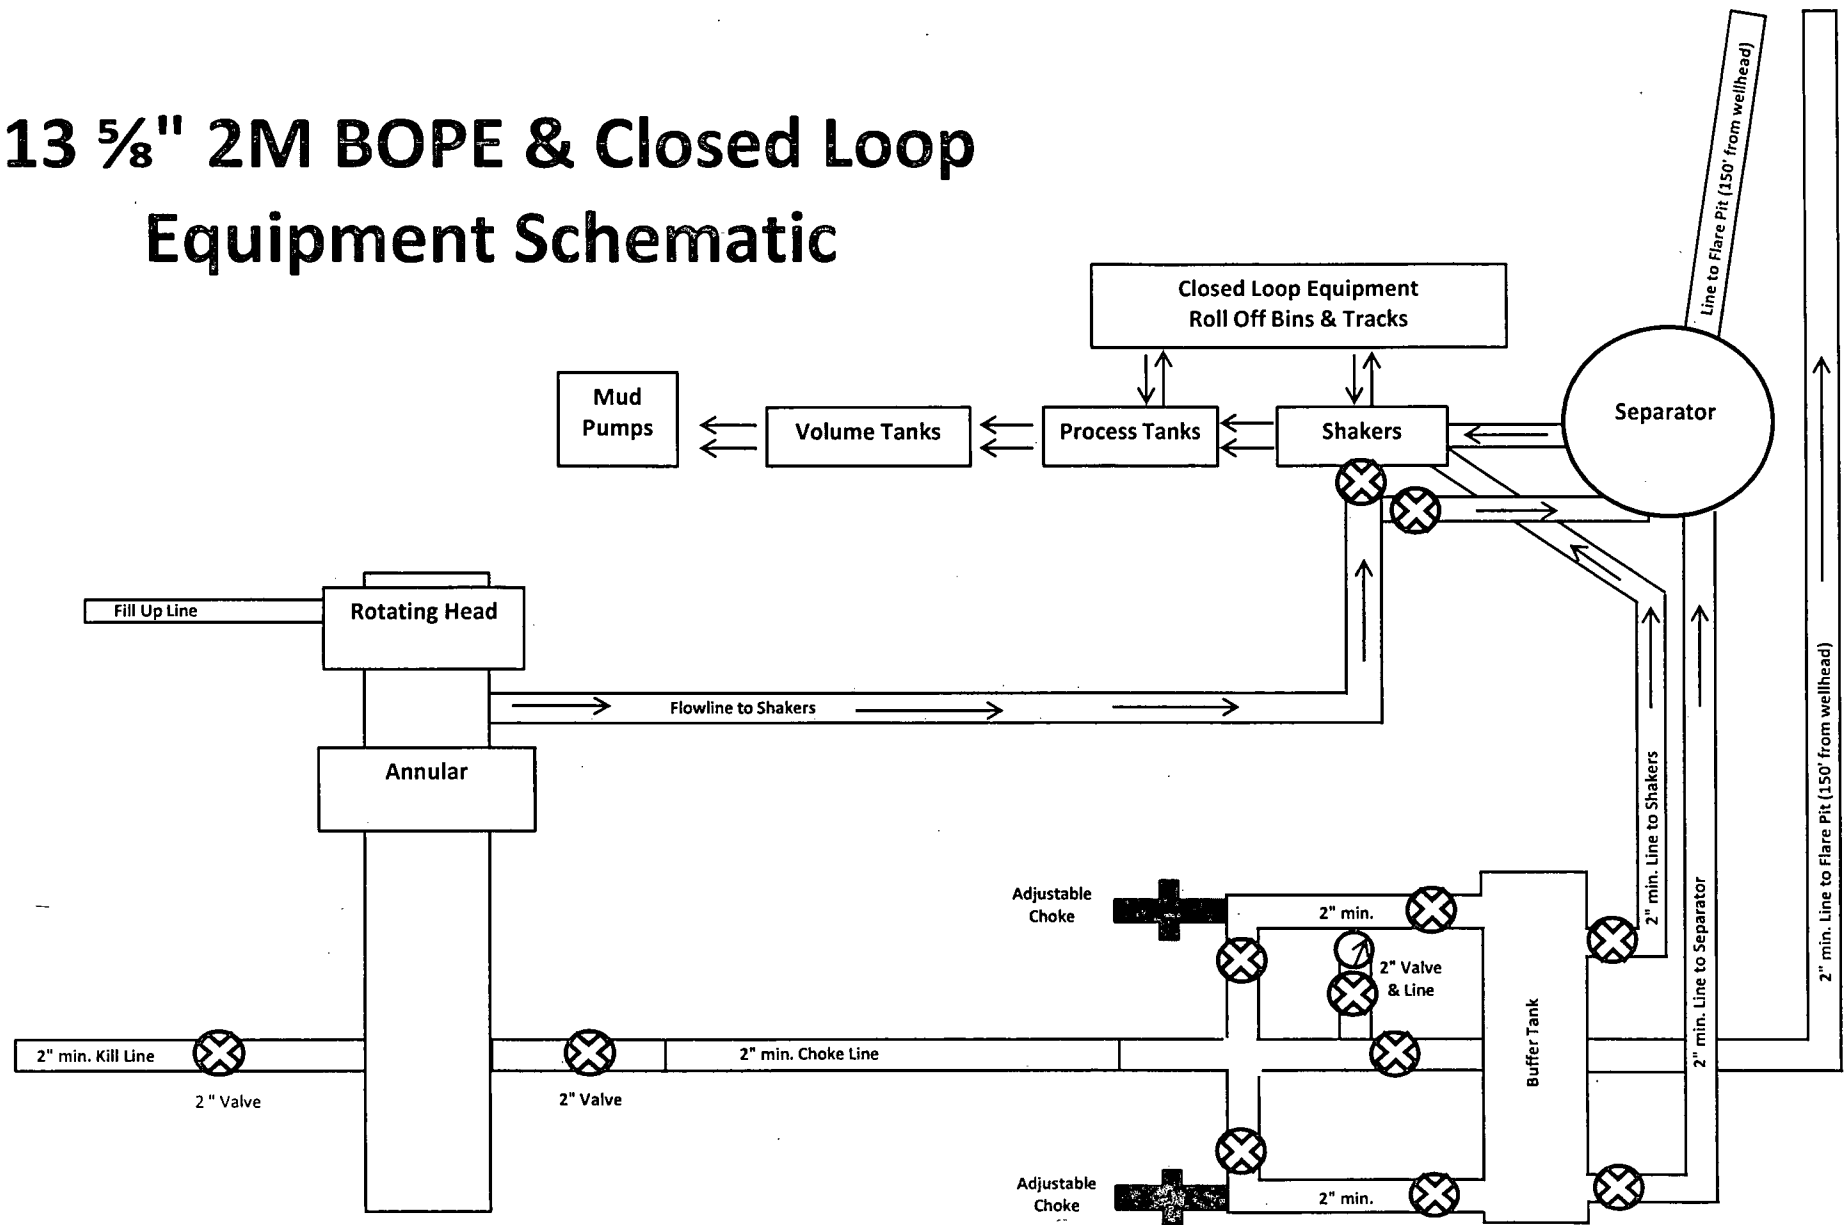 13 ⅝" 2M BOPE & Closed Loop
Equipment Schematic
Line to Flare Pit (150' from wellhead)
Closed Loop Equipment
Roll Off Bins & Tracks
Mud
Pumps
Volume Tanks
Process Tanks
Shakers
Separator
Fill Up Line
Rotating Head
Flowline to Shakers
Annular
2" min. Line to Shakers
2" min. Line to Separator
2" min. Line to Flare Pit (150' from wellhead)
Adjustable
Choke
2" min.
2" Valve
& Line
Buffer Tank
2" min. Kill Line
2" min. Choke Line
2" Valve
2" Valve
Adjustable
Choke
2" min.